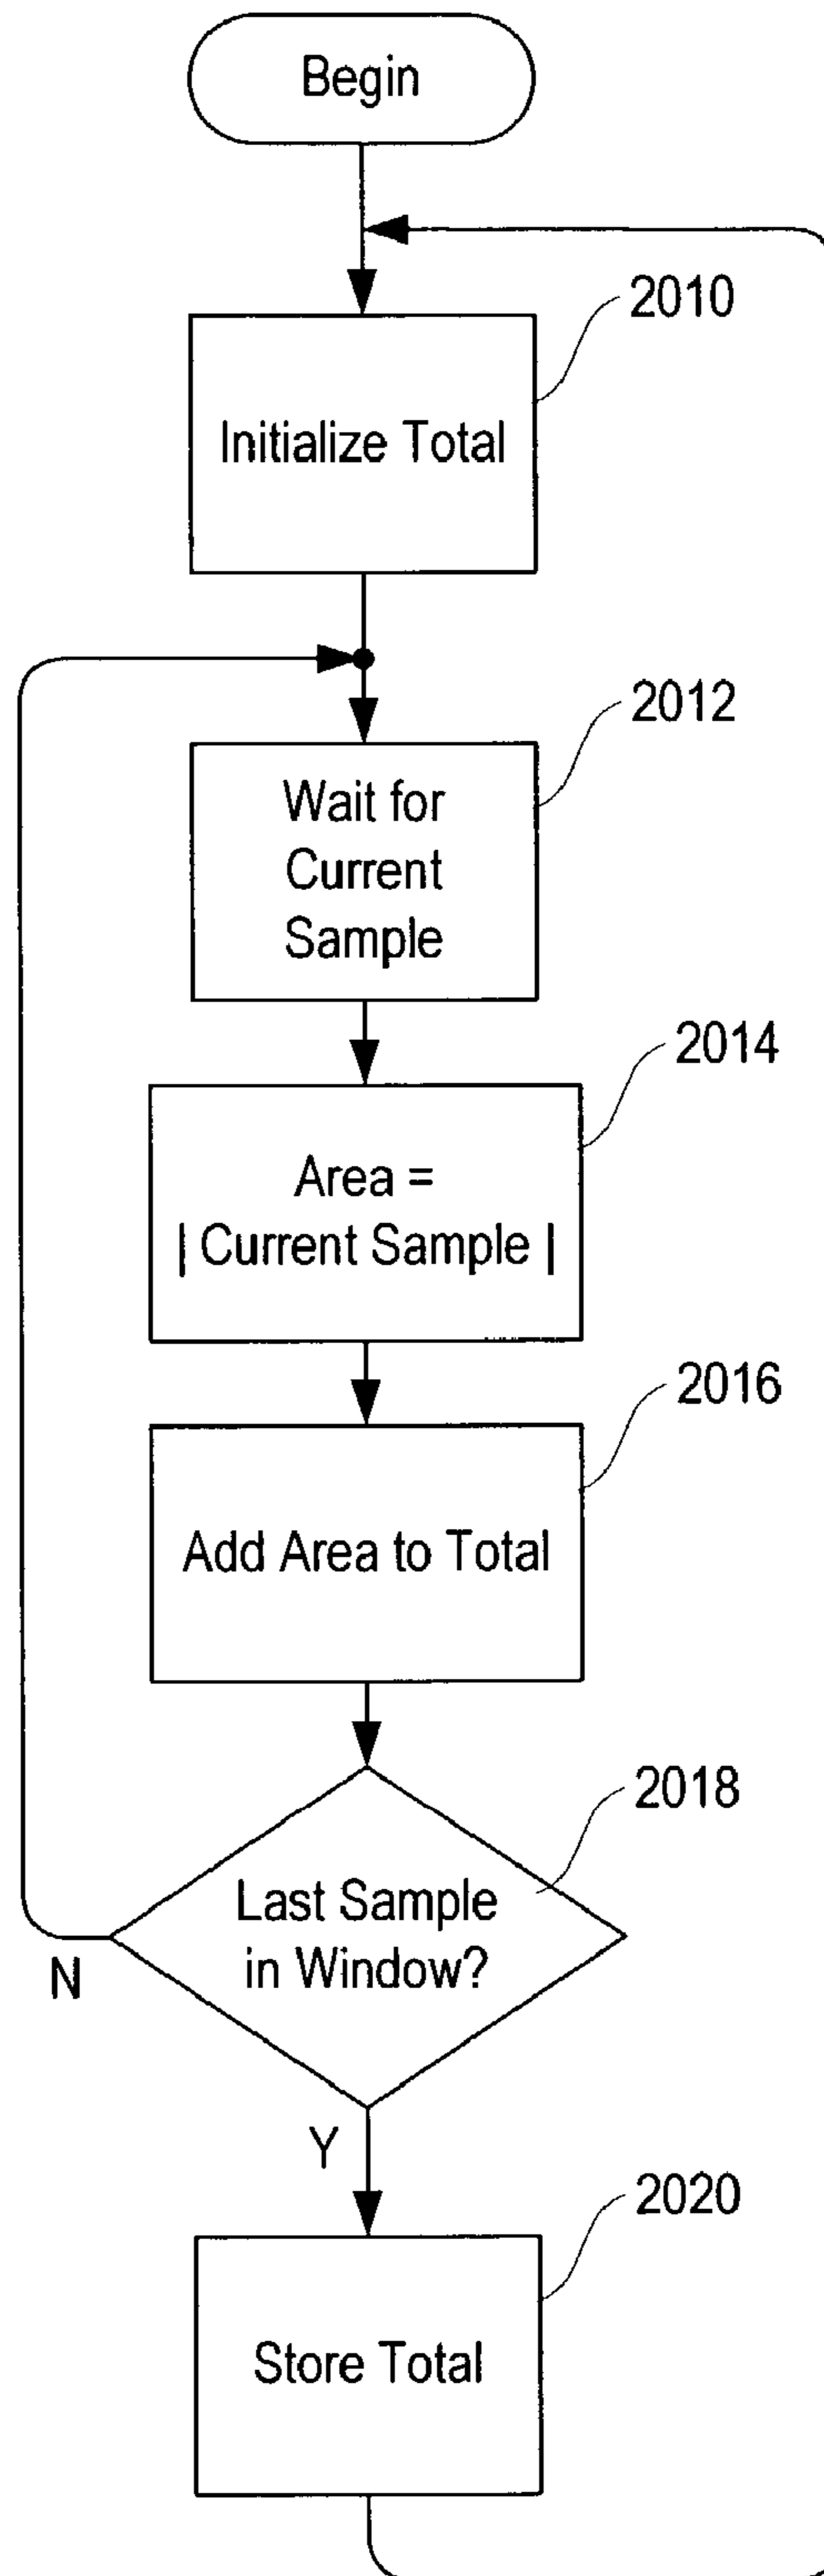 Begin
2010
Initialize Total
2012
Wait for
Current
Sample
2014
Area =
| Current Sample |
2016
Add Area to Total
2018
Last Sample
in Window?
N
Y
2020
Store Total